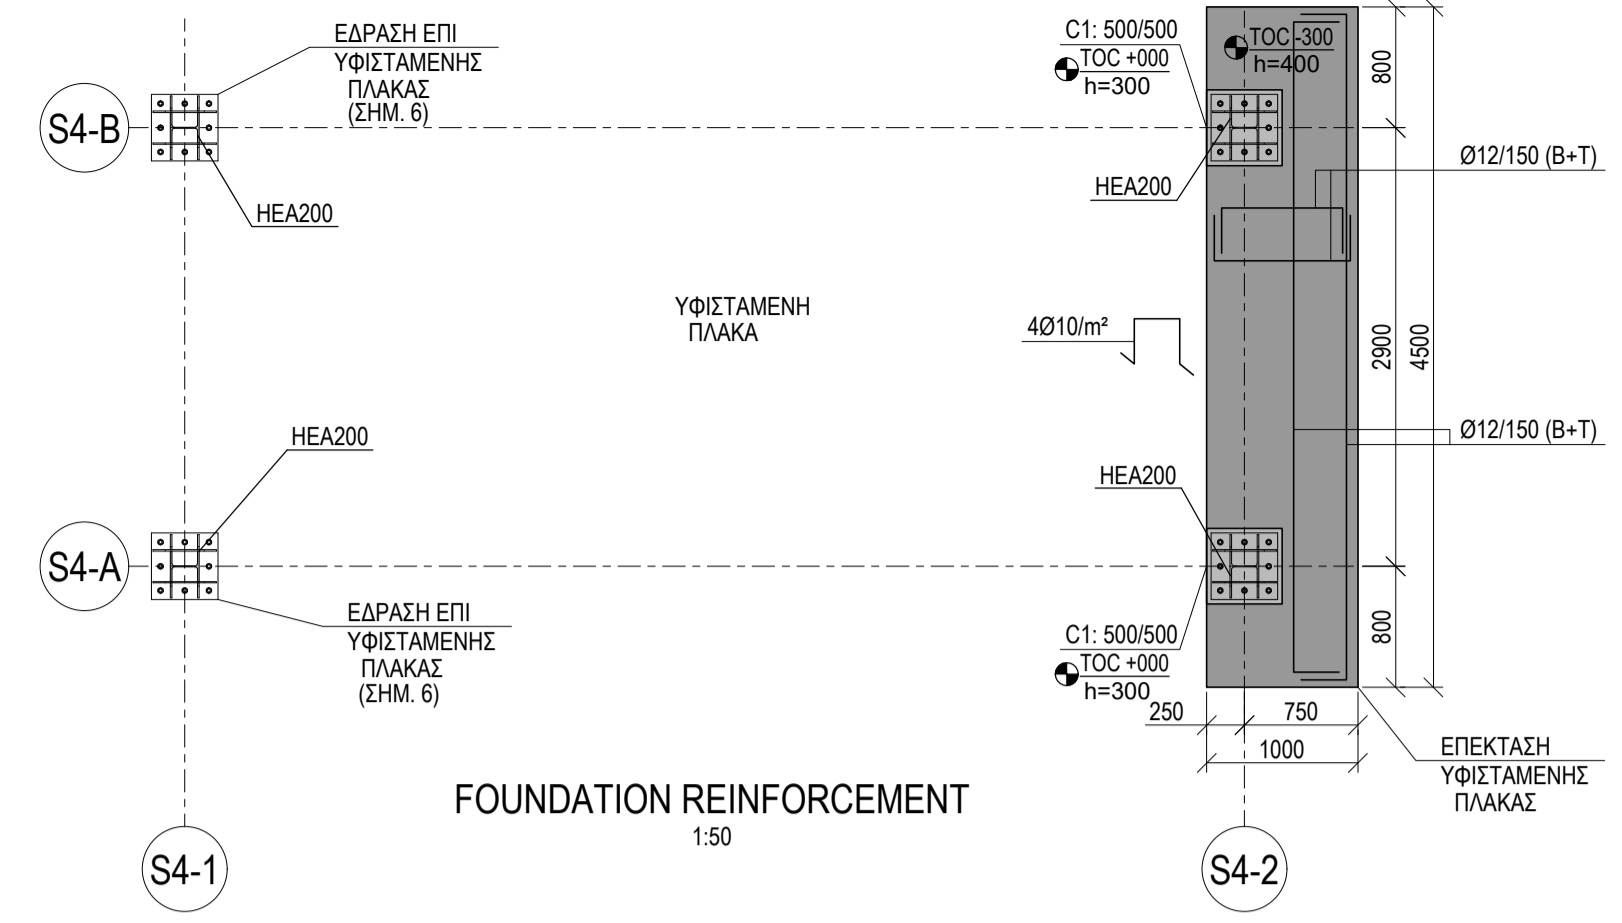 ΕΔΡΑΣΗ ΕΠΙ
ΥΦΙΣΤΑΜΕΝΗΣ
ΠΛΑΚΑΣ
(ΣΗΜ. 6)
S4-B
HEA200
C1: 500/500
TOC +000
h=300
TOC -300
h=400
800
HEA200
Ø12/150 (B+T)
ΥΦΙΣΤΑΜΕΝΗ
ΠΛΑΚΑ
4Ø10/m²
2900
4500
HEA200
Ø12/150 (B+T)
HEA200
S4-A
ΕΔΡΑΣΗ ΕΠΙ
ΥΦΙΣΤΑΜΕΝΗΣ
ΠΛΑΚΑΣ
(ΣΗΜ. 6)
C1: 500/500
TOC +000
h=300
800
250
750
1000
ΕΠΕΚΤΑΣΗ
ΥΦΙΣΤΑΜΕΝΗΣ
ΠΛΑΚΑΣ
FOUNDATION REINFORCEMENT
1:50
S4-1
S4-2